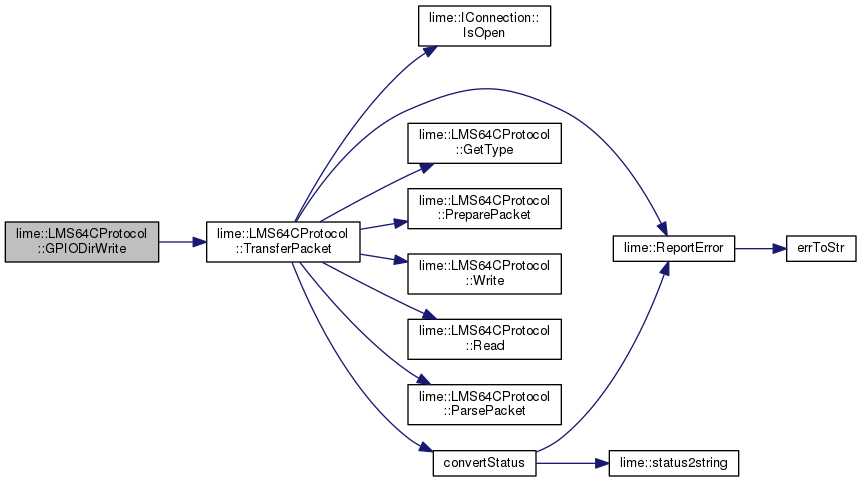 lime::IConnection::
IsOpen
lime::LMS64CProtocol
::GetType
lime::LMS64CProtocol
::PreparePacket
lime::LMS64CProtocol
::GPIODirWrite
lime::LMS64CProtocol
::TransferPacket
lime::ReportError
errToStr
lime::LMS64CProtocol
::Write
lime::LMS64CProtocol
::Read
lime::LMS64CProtocol
::ParsePacket
convertStatus
lime::status2string